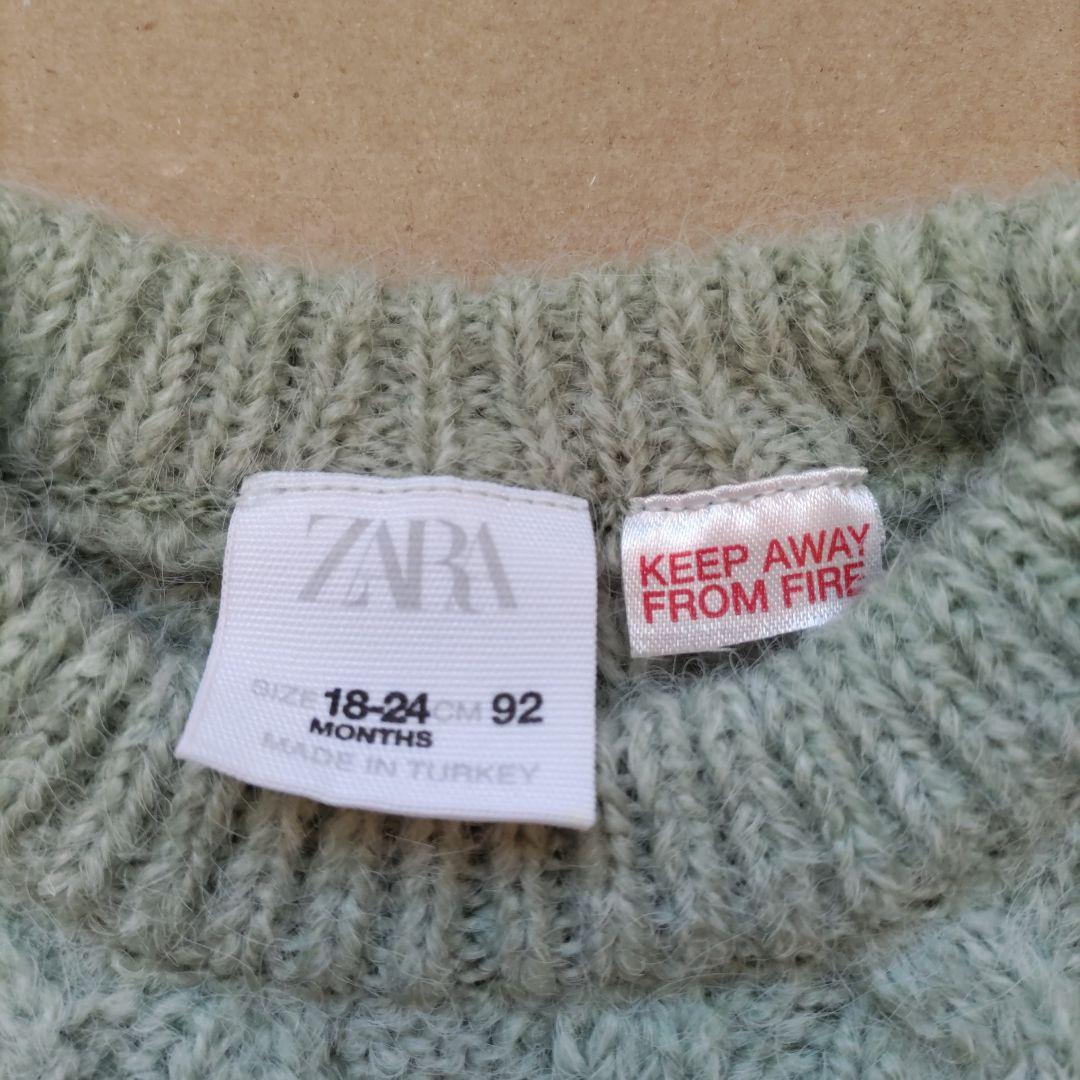 ZARA
SIZE 18-24 CM 92
MONTHS
MADE IN TURKEY
KEEP AWAY
FROM FIRE